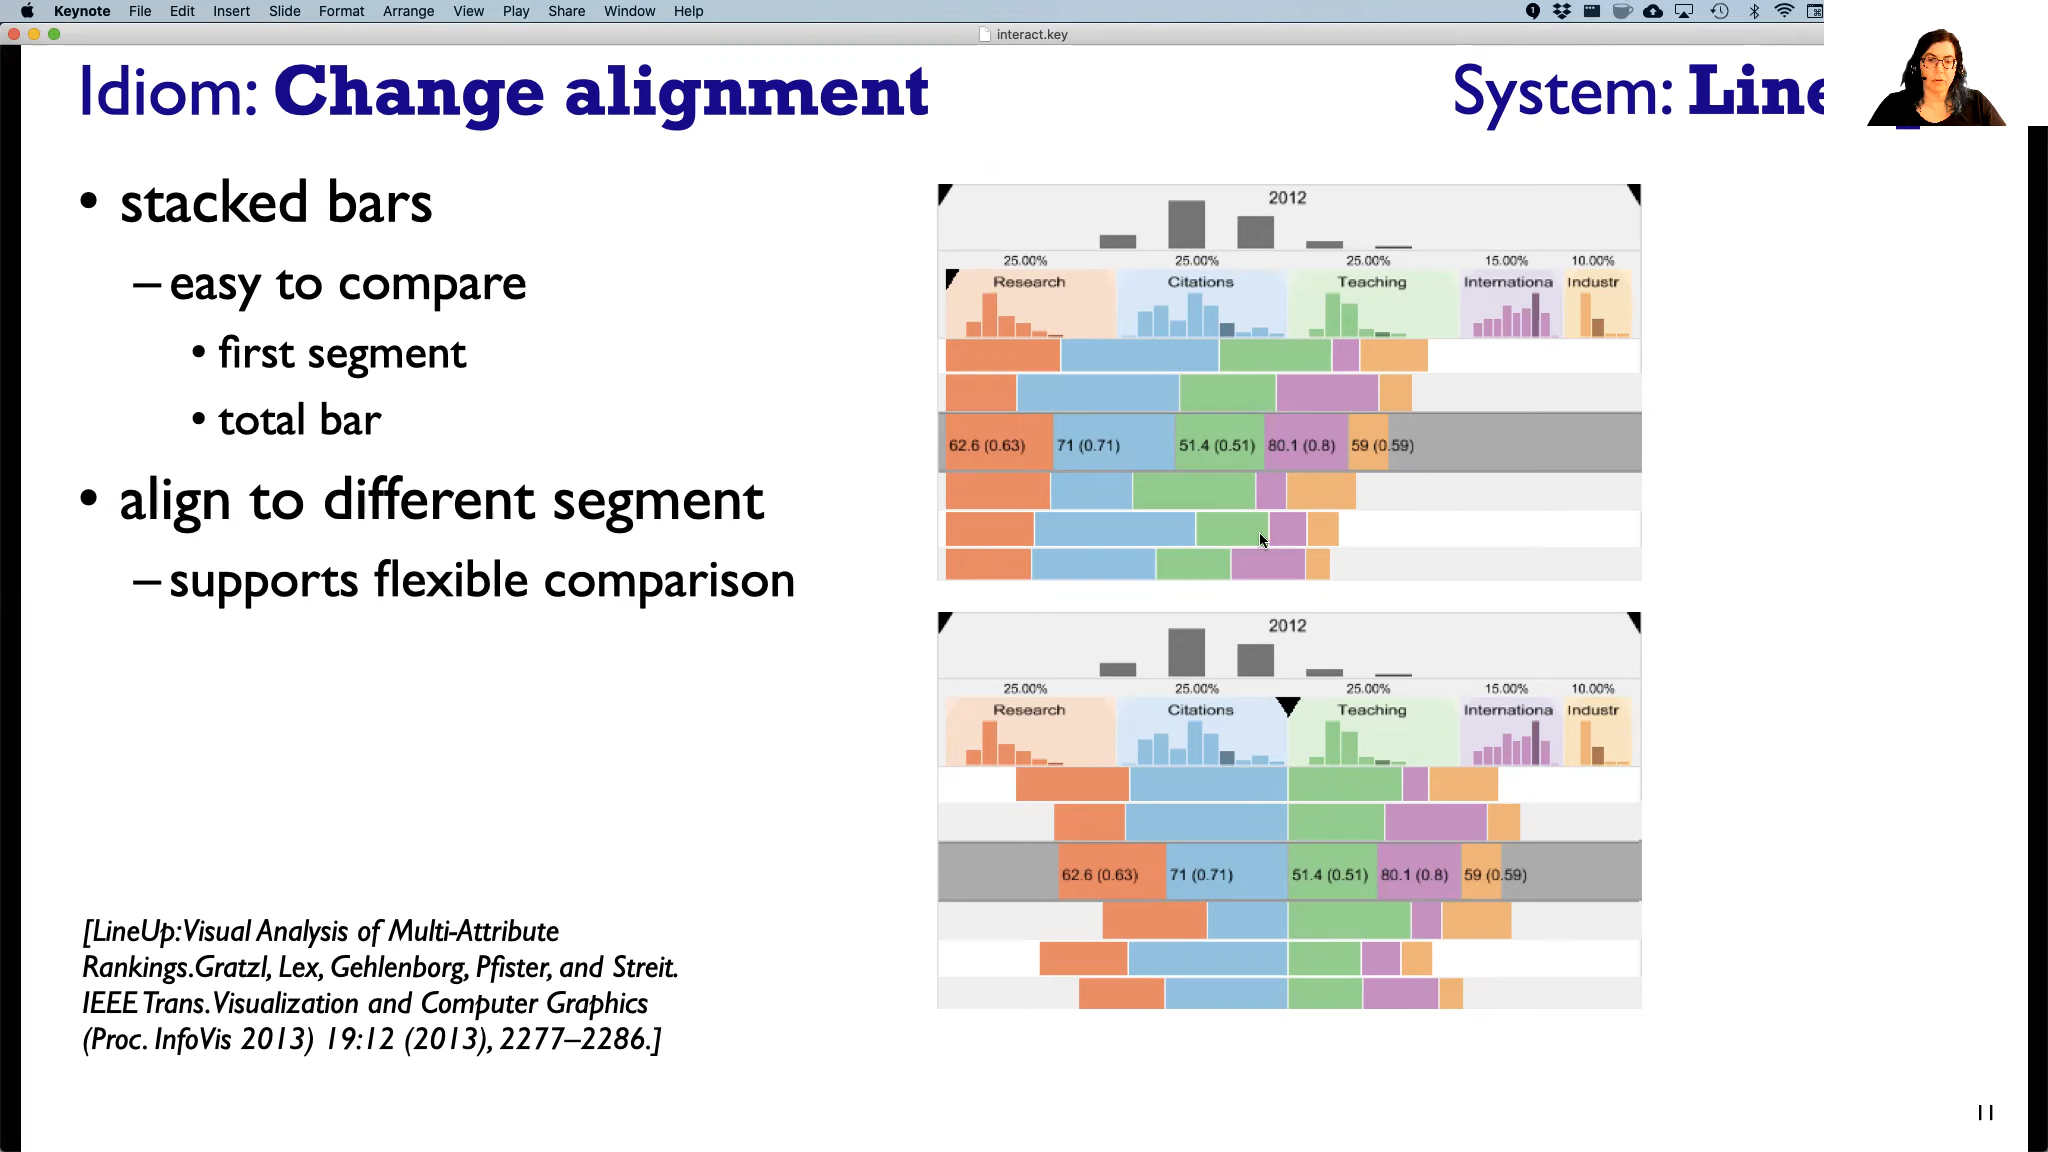 Keynote File Edit Insert Slide Format Arrange View Play Share Window Help
interact.key
Idiom: Change alignment
System: Line
• stacked bars
– easy to compare
• first segment
• total bar
• align to different segment
– supports flexible comparison
[LineUp: Visual Analysis of Multi-Attribute
Rankings. Gratzl, Lex, Gehlenborg, Pfister, and Streit.
IEEE Trans. Visualization and Computer Graphics
(Proc. InfoVis 2013) 19:12 (2013), 2277–2286.]
2012
25.00% 25.00% 25.00% 15.00% 10.00%
Research Citations Teaching Internationa Industr
62.6 (0.63) 71 (0.71) 51.4 (0.51) 80.1 (0.8) 59 (0.59)
2012
25.00% 25.00% 25.00% 15.00% 10.00%
Research Citations Teaching Internationa Industr
62.6 (0.63) 71 (0.71) 51.4 (0.51) 80.1 (0.8) 59 (0.59)
11